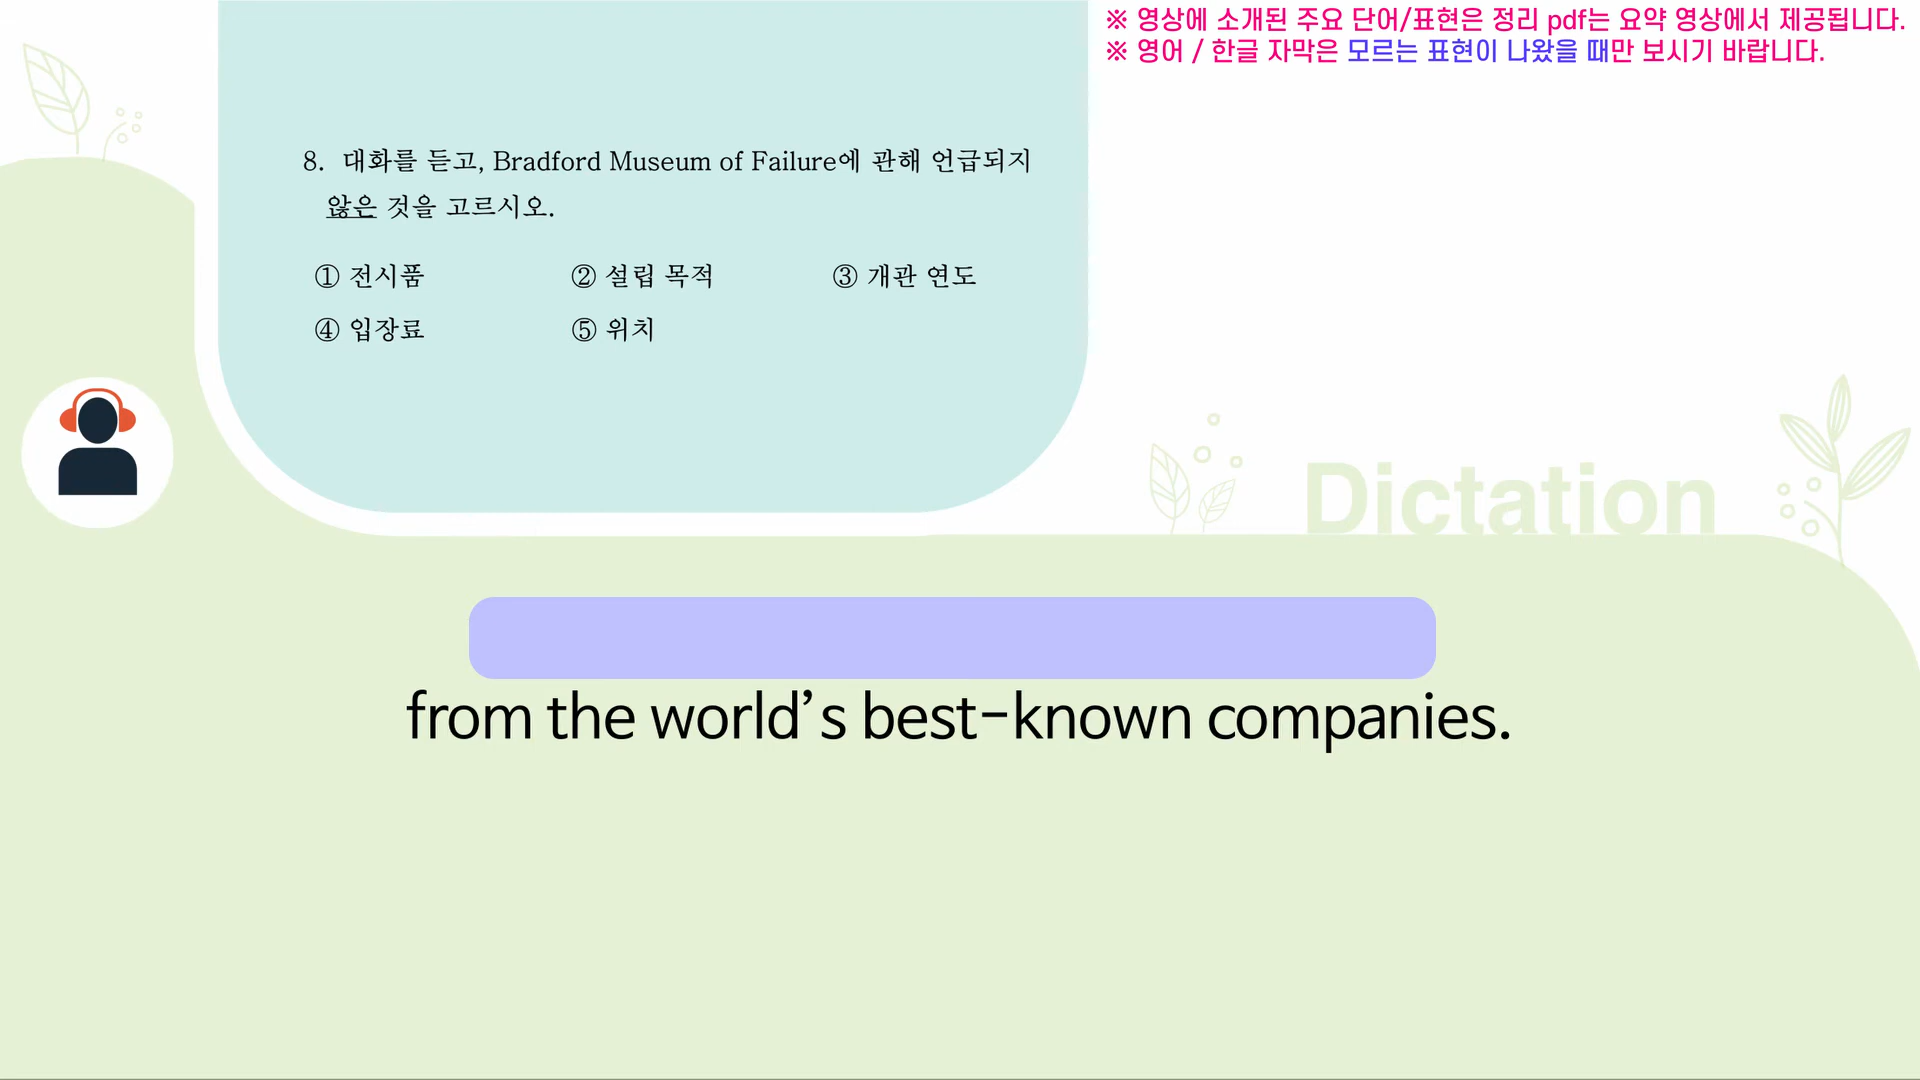 ※ 영상에 소개된 주요 단어/표현은 정리 pdf는 요약 영상에서 제공됩니다.
※ 영어 / 한글 자막은 모르는 표현이 나왔을 때만 보시기 바랍니다.
8. 대화를 듣고, Bradford Museum of Failure에 관해 언급되지
않은 것을 고르시오.
① 전시품 ② 설립 목적 ③ 개관 연도
④ 입장료 ⑤ 위치
Dictation
from the world’s best-known companies.